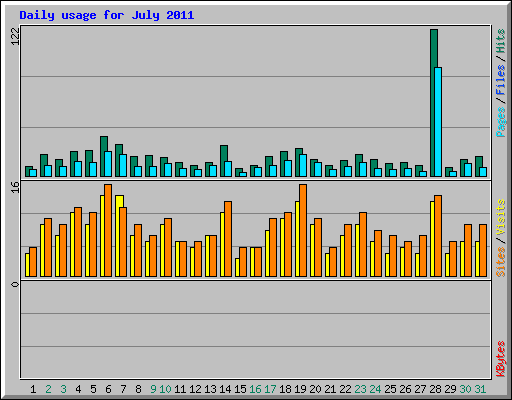 Daily usage for July 2011
122
16
0
Pages/Files/Hits
Sites/Visits
KBytes
1 2 3 4 5 6 7 8 9 10 11 12 13 14 15 16 17 18 19 20 21 22 23 24 25 26 27 28 29 30 31